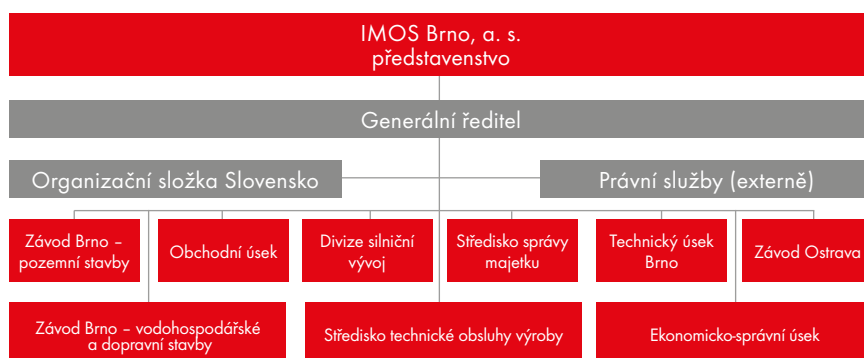 IMOS Brno, a. s.
představenstvo
Generální ředitel
Organizační složka Slovensko
Právní služby (externě)
Závod Brno –
pozemní stavby
Obchodní úsek
Divize silniční
vývoj
Středisko správy
majetku
Technický úsek
Brno
Závod Ostrava
Závod Brno – vodohospodářské
a dopravní stavby
Středisko technické obsluhy výroby
Ekonomicko-správní úsek